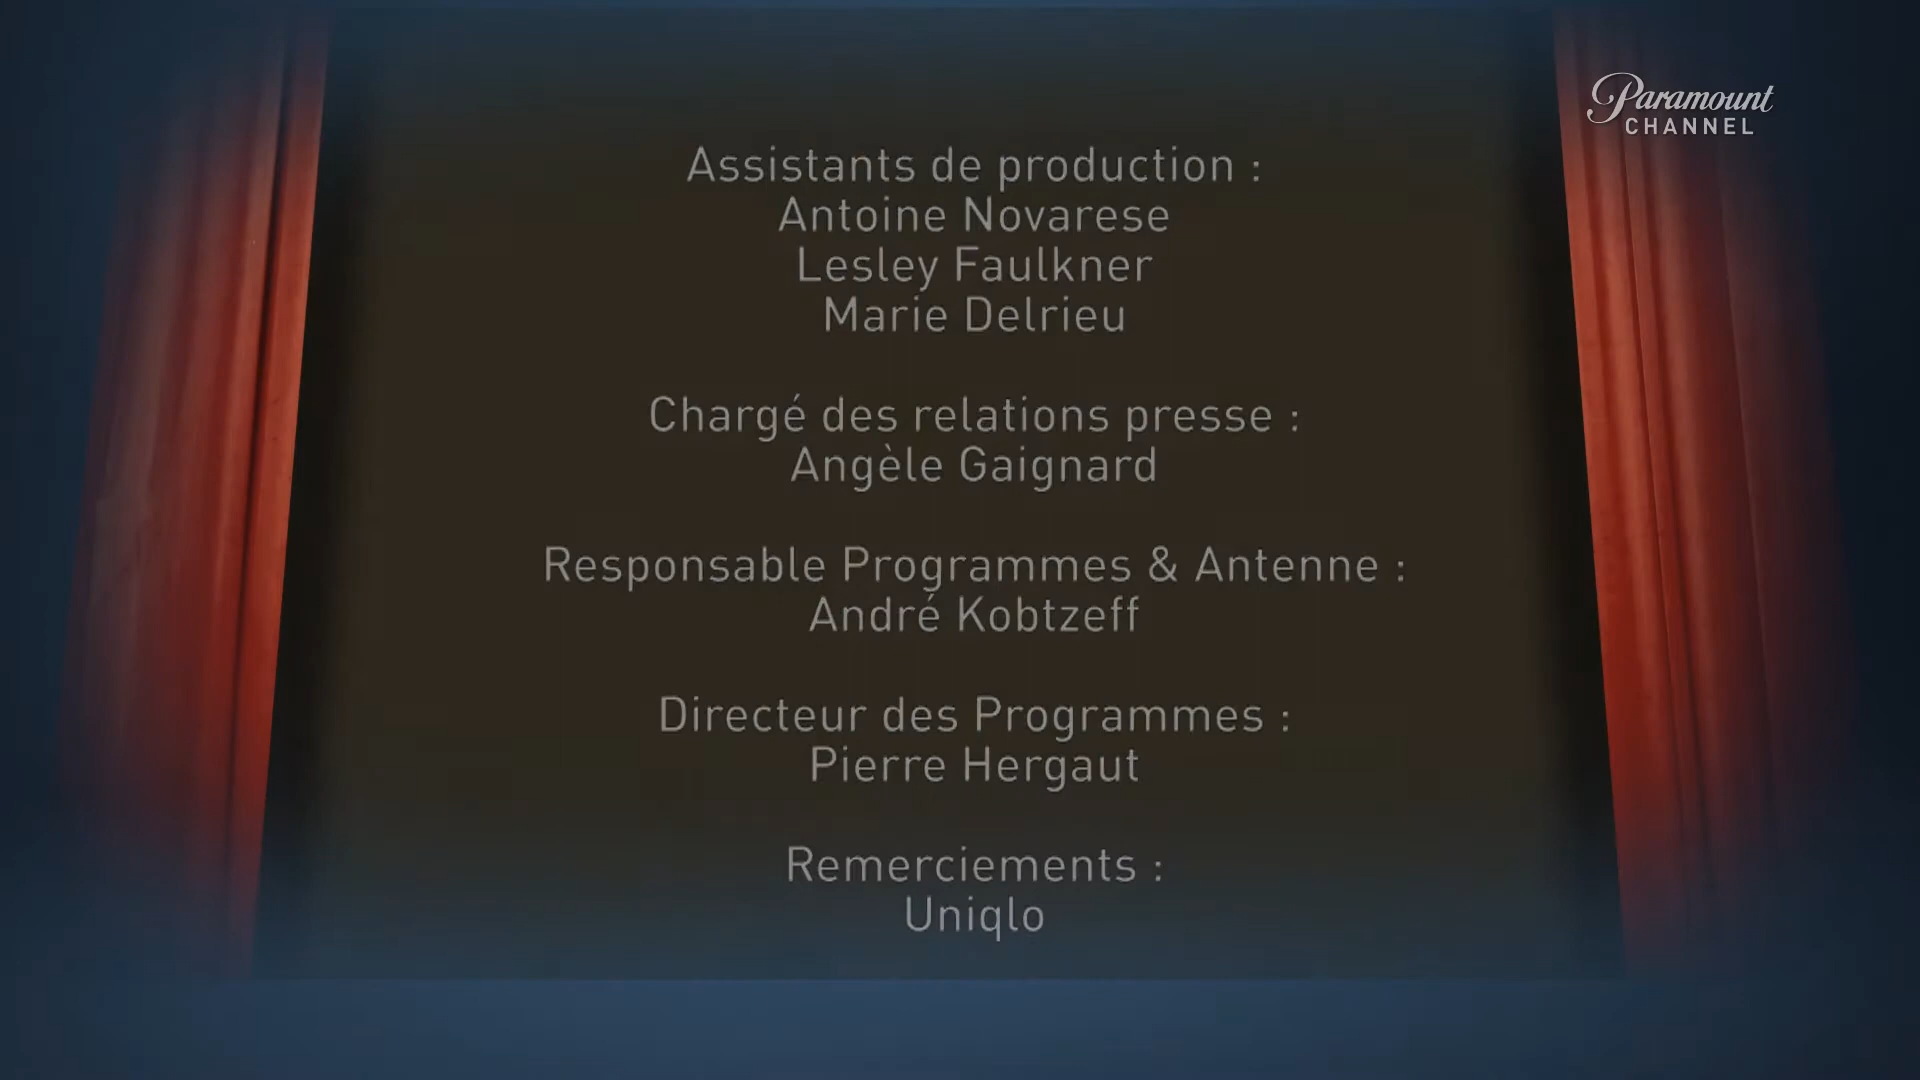 Paramount
CHANNEL
Assistants de production :
Antoine Novarese
Lesley Faulkner
Marie Delrieu
Chargé des relations presse :
Angèle Gaignard
Responsable Programmes & Antenne :
André Kobtzeff
Directeur des Programmes :
Pierre Hergaut
Remerciements :
Uniqlo